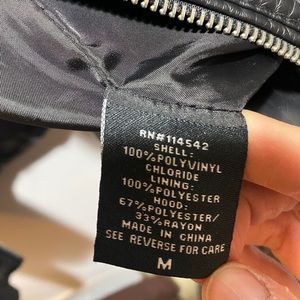 RN#114542
SHELL:
100%POLYVINYL
CHLORIDE
LINING:
100%POLYESTER
HOOD:
67%POLYESTER/
33%RAYON
MADE IN CHINA
SEE REVERSE FOR CARE
M